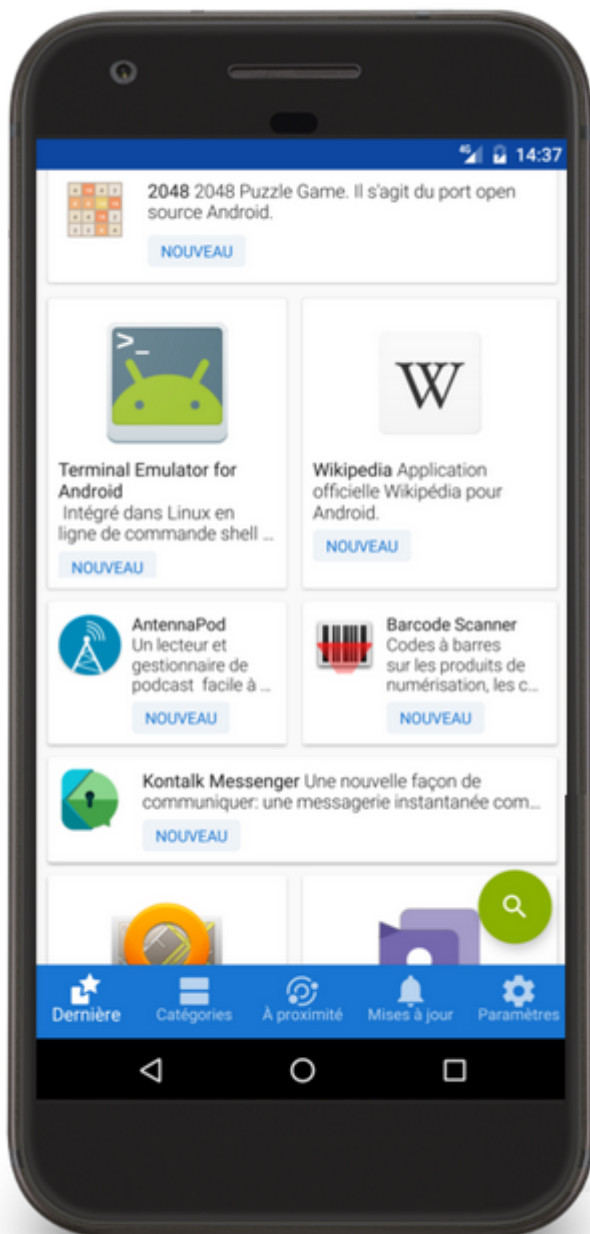 14:37
2048 2048 Puzzle Game. Il s'agit du port open
source Android.
NOUVEAU
>_
Terminal Emulator for
Android
Intégré dans Linux en
ligne de commande shell ...
NOUVEAU
W
Wikipedia Application
officielle Wikipédia pour
Android.
NOUVEAU
AntennaPod
Un lecteur et
gestionnaire de
podcast facile à ...
NOUVEAU
Barcode Scanner
Codes à barres
sur les produits de
numérisation, les c...
NOUVEAU
Kontalk Messenger Une nouvelle façon de
communiquer: une messagerie instantanée com...
NOUVEAU
Dernière Catégories À proximité Mises à jour Paramètres